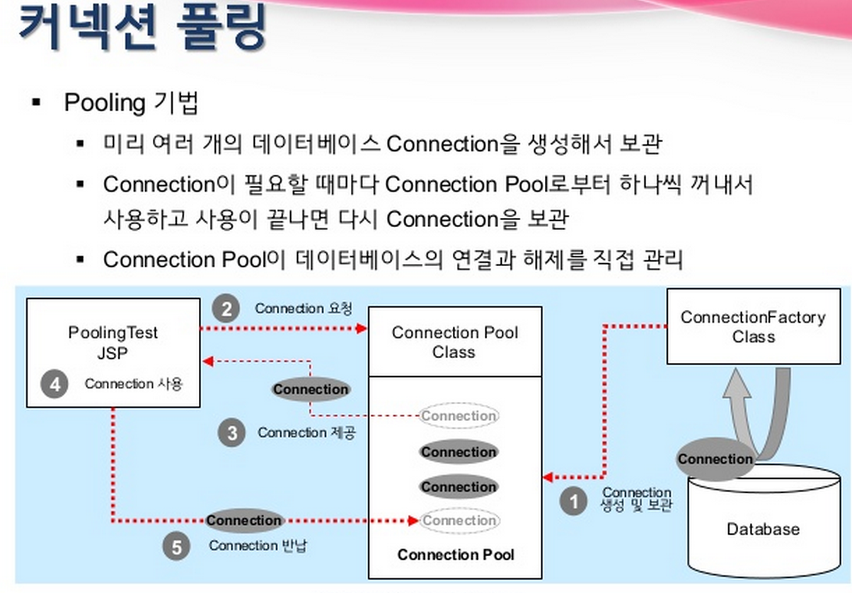 커넥션 풀링
▪ Pooling 기법
▪ 미리 여러 개의 데이터베이스 Connection을 생성해서 보관
▪ Connection이 필요할 때마다 Connection Pool로부터 하나씩 꺼내서
사용하고 사용이 끝나면 다시 Connection을 보관
▪ Connection Pool이 데이터베이스의 연결과 해제를 직접 관리
PoolingTest
JSP
4 Connection 사용
2 Connection 요청
Connection
3 Connection 제공
Connection
5 Connection 반납
Connection Pool
Class
Connection
Connection
Connection
Connection
Connection Pool
1 Connection
생성 및 보관
ConnectionFactory
Class
Connection
Database